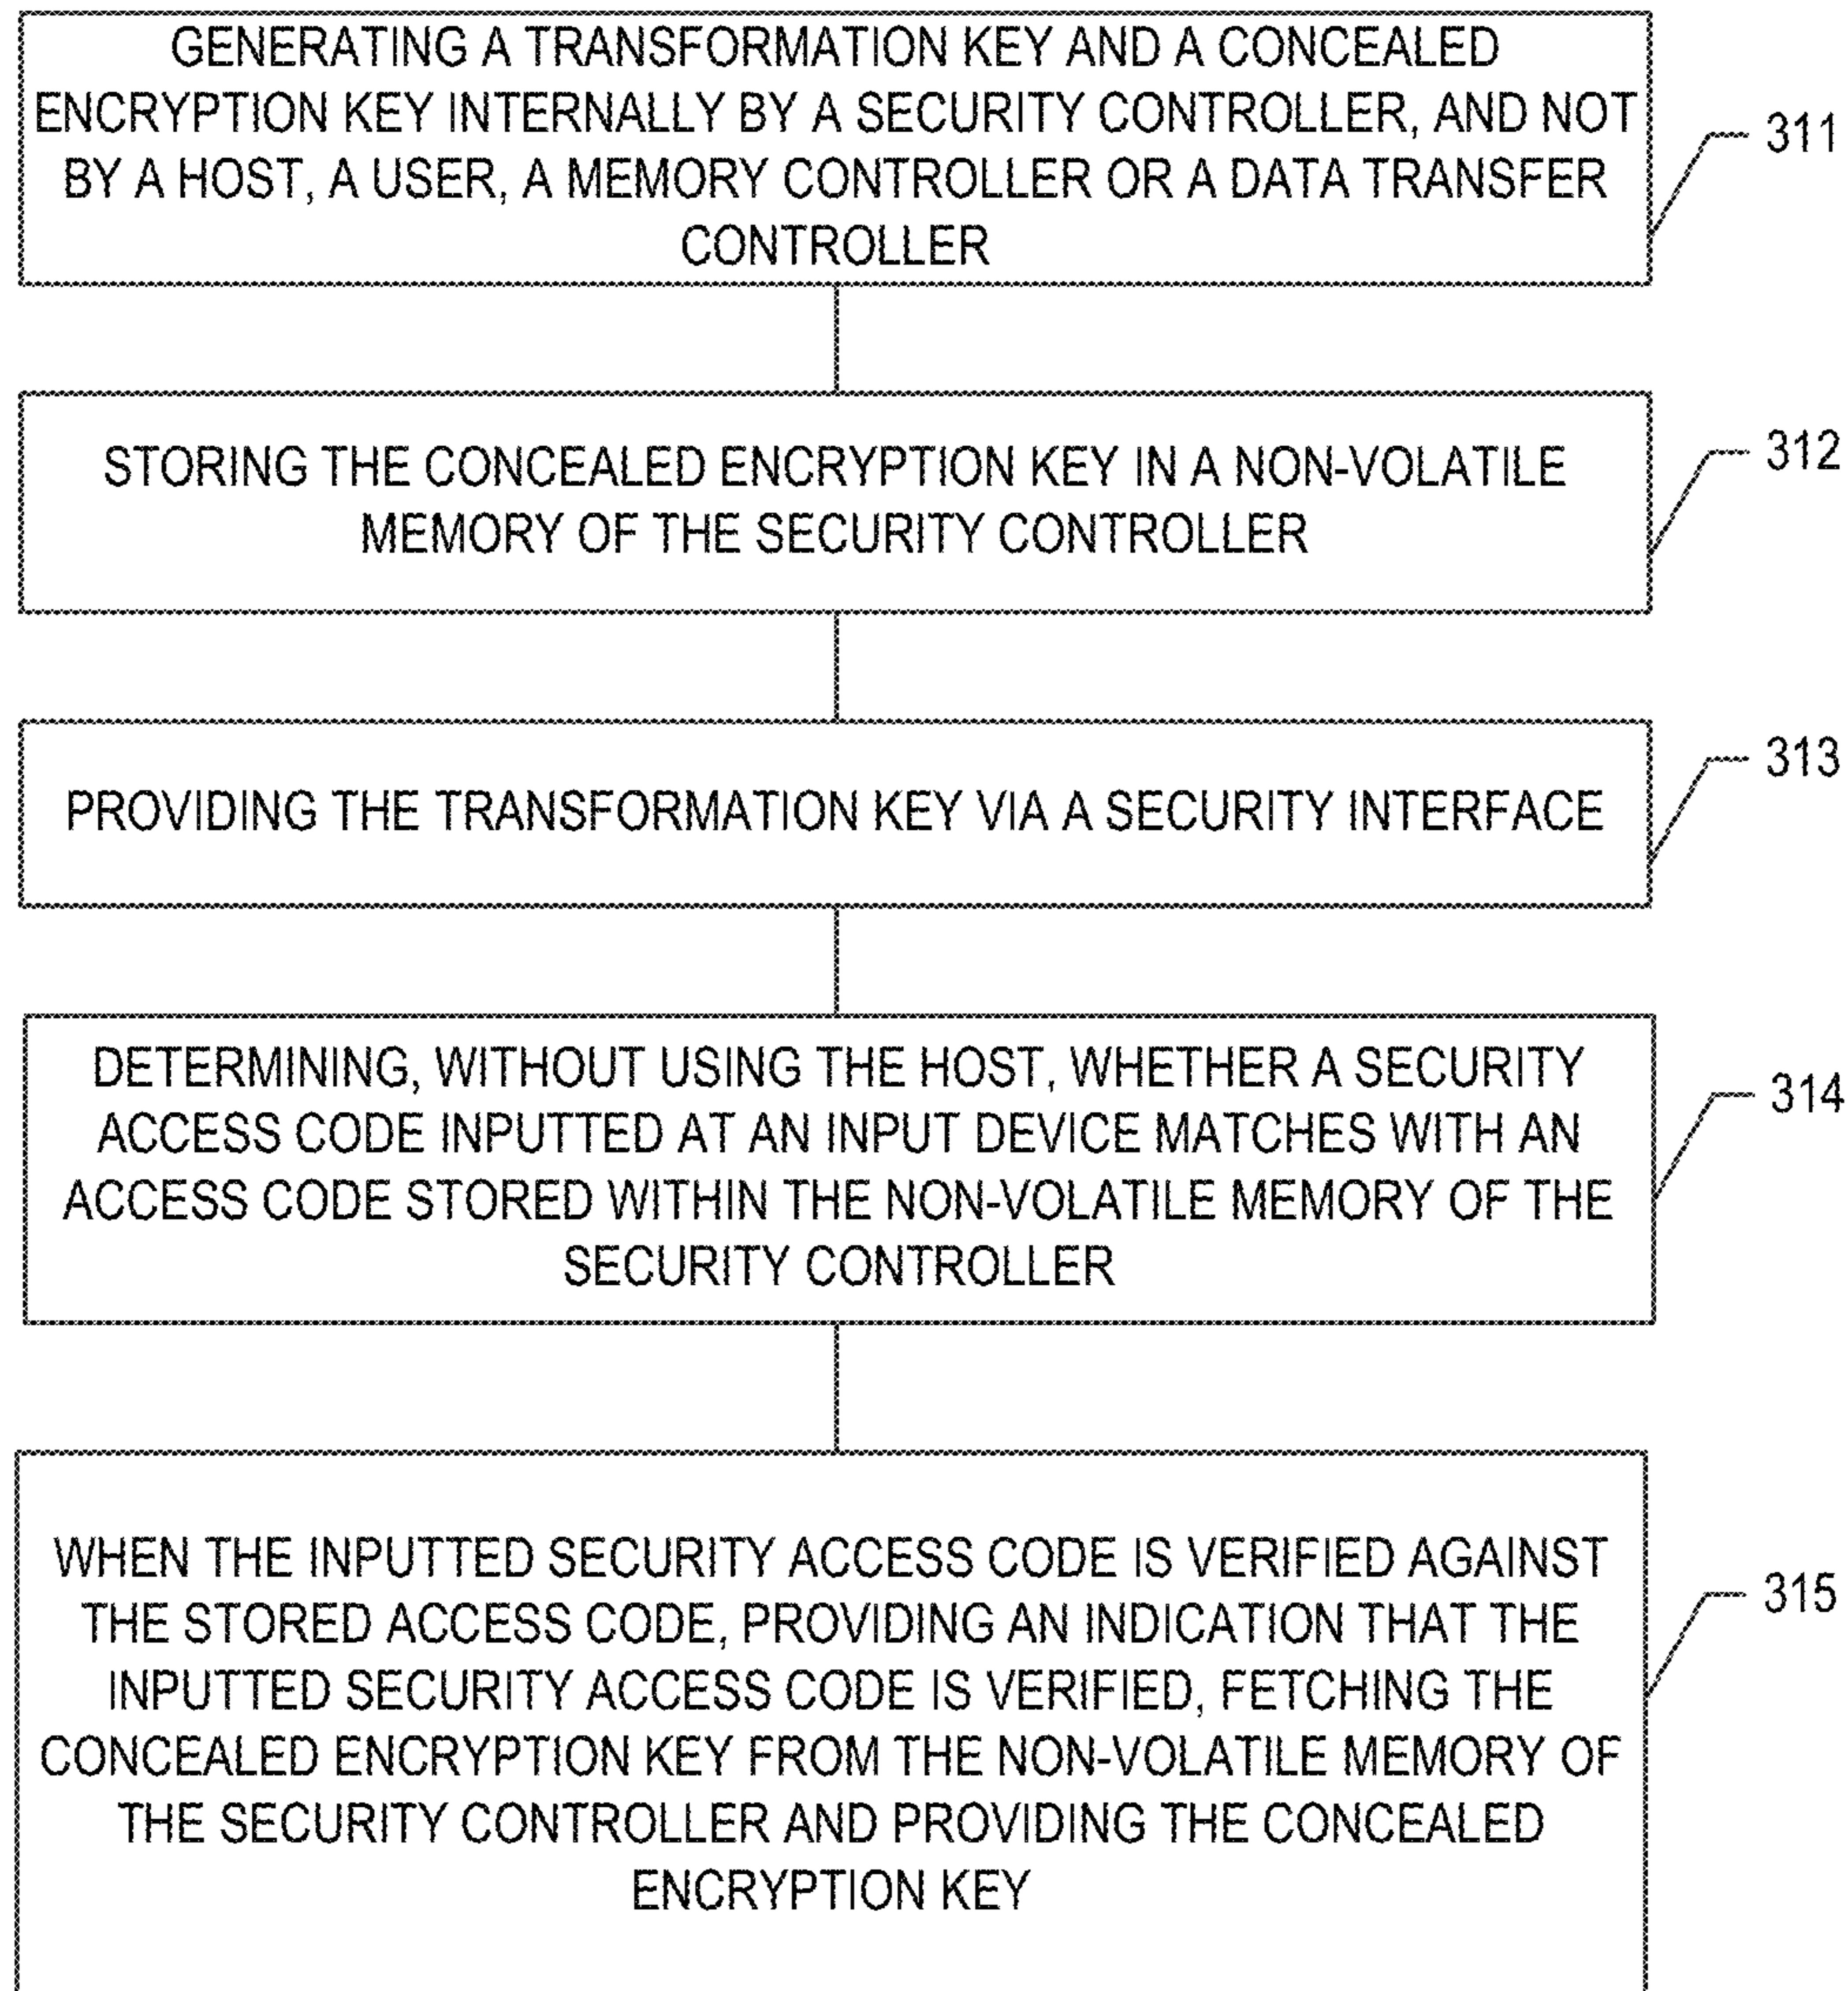 GENERATING A TRANSFORMATION KEY AND A CONCEALED
ENCRYPTION KEY INTERNALLY BY A SECURITY CONTROLLER, AND NOT
BY A HOST, A USER, A MEMORY CONTROLLER OR A DATA TRANSFER
CONTROLLER
311
STORING THE CONCEALED ENCRYPTION KEY IN A NON-VOLATILE
MEMORY OF THE SECURITY CONTROLLER
312
PROVIDING THE TRANSFORMATION KEY VIA A SECURITY INTERFACE
313
DETERMINING, WITHOUT USING THE HOST, WHETHER A SECURITY
ACCESS CODE INPUTTED AT AN INPUT DEVICE MATCHES WITH AN
ACCESS CODE STORED WITHIN THE NON-VOLATILE MEMORY OF THE
SECURITY CONTROLLER
314
WHEN THE INPUTTED SECURITY ACCESS CODE IS VERIFIED AGAINST
THE STORED ACCESS CODE, PROVIDING AN INDICATION THAT THE
INPUTTED SECURITY ACCESS CODE IS VERIFIED, FETCHING THE
CONCEALED ENCRYPTION KEY FROM THE NON-VOLATILE MEMORY OF
THE SECURITY CONTROLLER AND PROVIDING THE CONCEALED
ENCRYPTION KEY
315